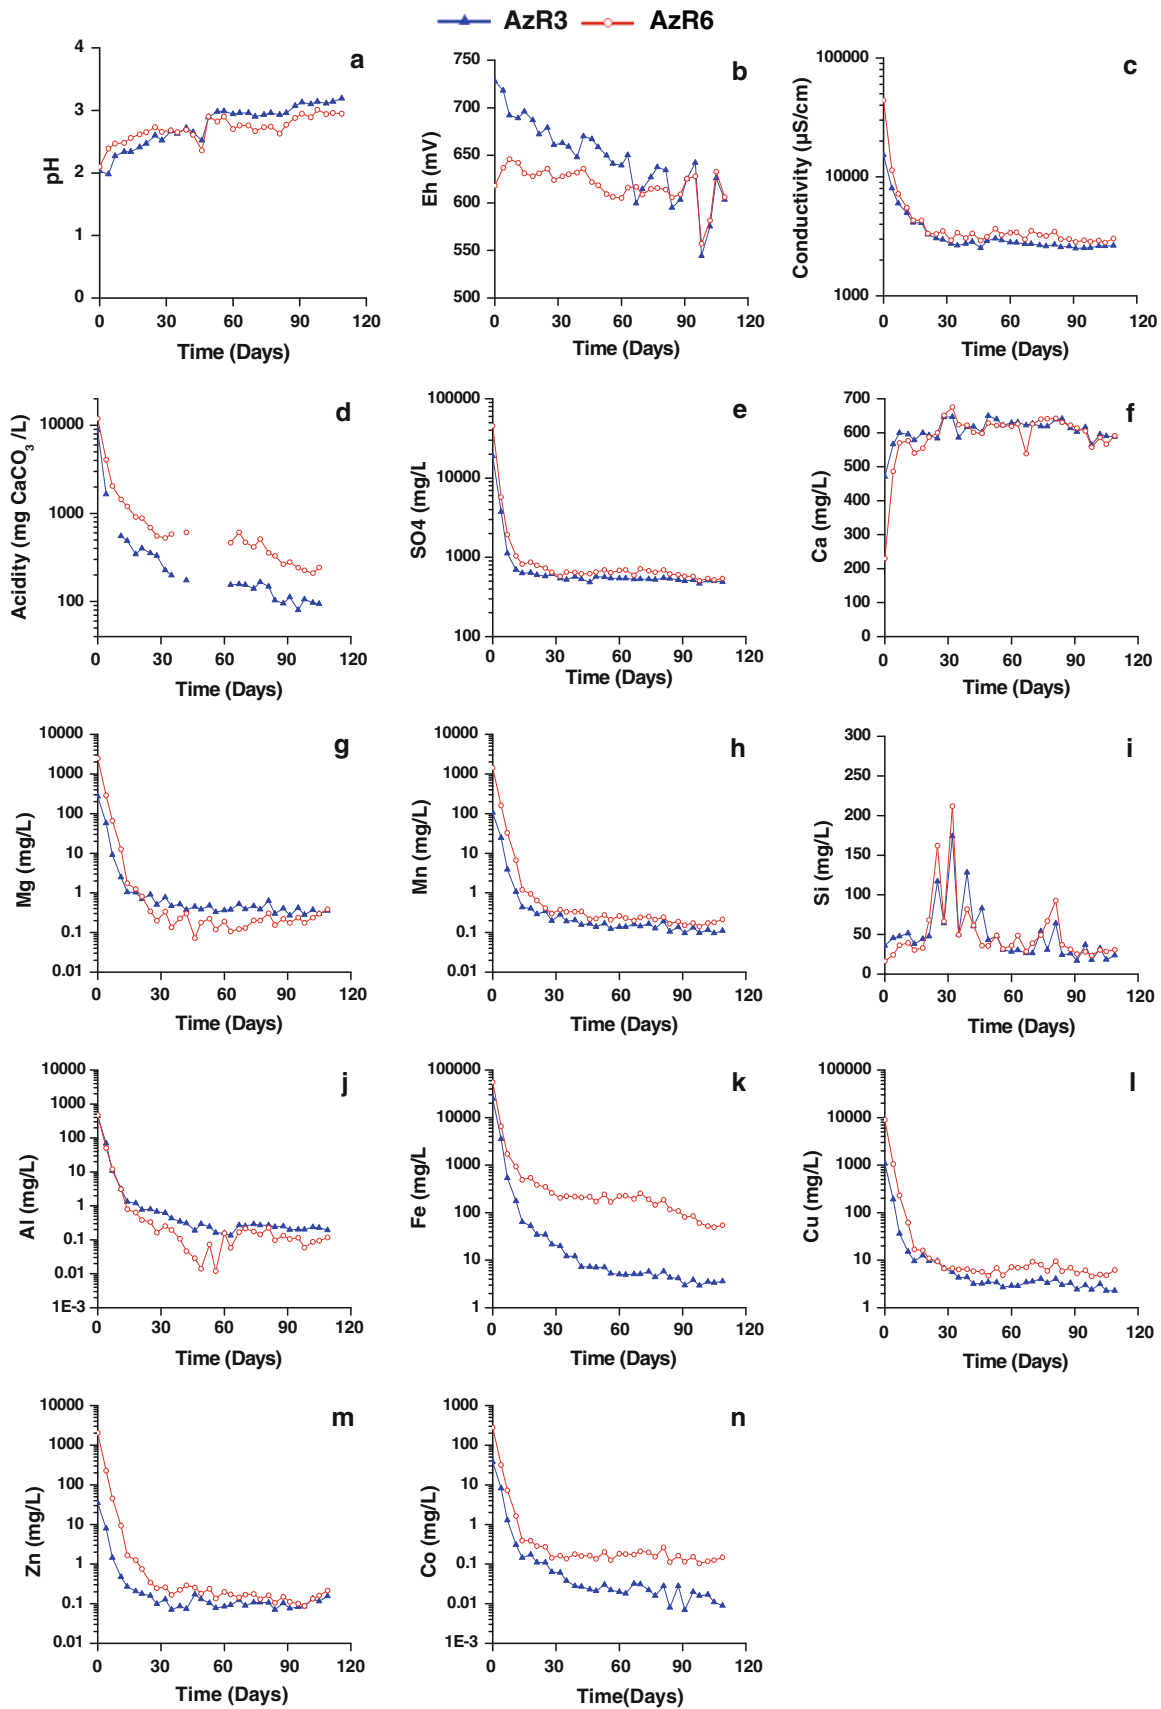 AzR3 AzR6
a
4
3
2
1
0
pH
0 30 60 90 120
Time (Days)
b
750
700
650
600
550
500
Eh (mV)
0 30 60 90 120
Time (Days)
c
100000
10000
1000
Conductivity (µS/cm)
0 30 60 90 120
Time (Days)
d
10000
1000
100
Acidity (mg CaCO3 /L)
0 30 60 90 120
Time (Days)
e
100000
10000
1000
100
SO4 (mg/L
0 30 60 90 120
Time (Days)
f
700
600
500
400
300
200
100
0
Ca (mg/L)
0 30 60 90 120
Time (Days)
g
10000
1000
100
10
1
0.1
0.01
Mg (mg/L)
0 30 60 90 120
Time (Days)
h
10000
1000
100
10
1
0.1
0.01
Mn (mg/L)
0 30 60 90 120
Time (Days)
i
300
250
200
150
100
50
0
Si (mg/L)
0 30 60 90 120
Time (Days)
j
10000
1000
100
10
1
0.1
0.01
1E-3
Al (mg/L)
0 30 60 90 120
Time (Days)
k
100000
10000
1000
100
10
1
Fe (mg/L
0 30 60 90 120
Time (Days)
l
100000
10000
1000
100
10
1
Cu (mg/L)
0 30 60 90 120
Time (Days)
m
10000
1000
100
10
1
0.1
0.01
Zn (mg/L)
0 30 60 90 120
Time (Days)
n
1000
100
10
1
0.1
0.01
1E-3
Co (mg/L)
0 30 60 90 120
Time(Days)